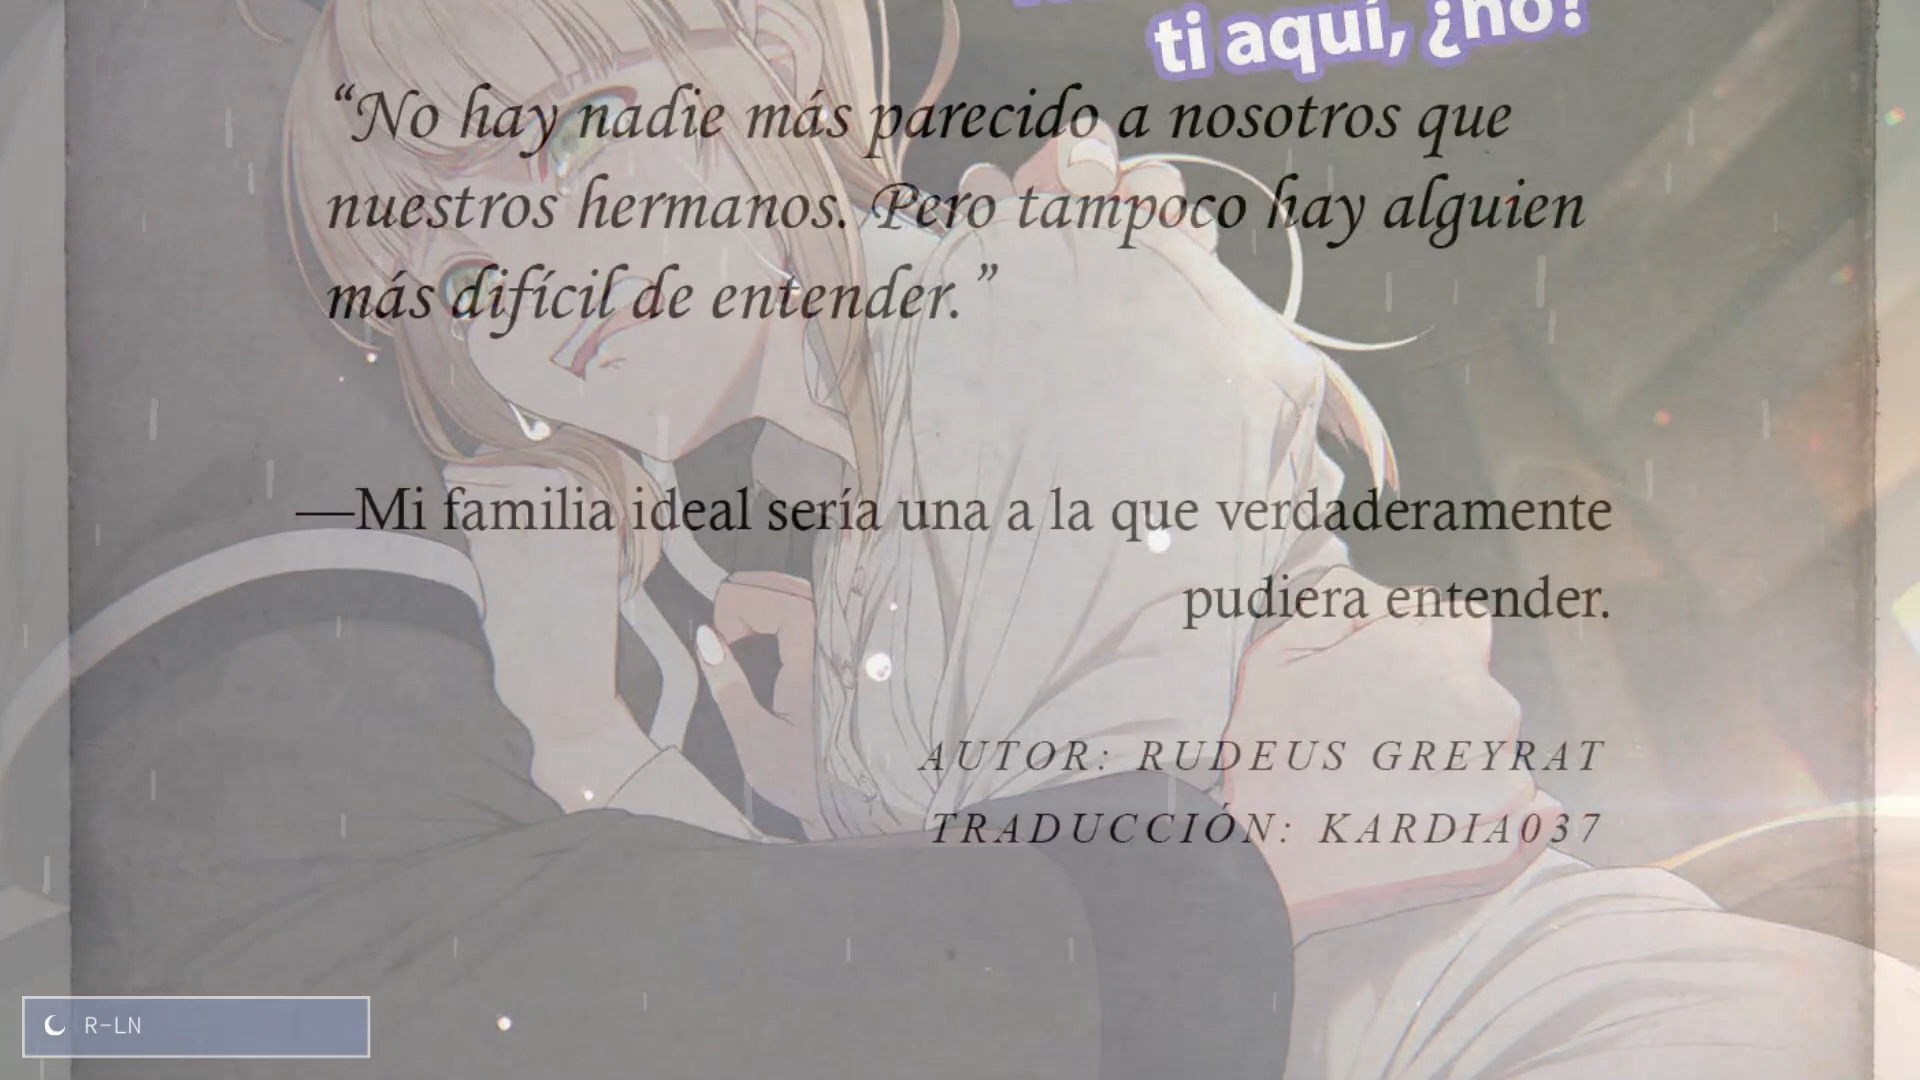 ti aquí, ¿no?
“No hay nadie más parecido a nosotros que
nuestros hermanos. Pero tampoco hay alguien
más difícil de entender.”
—Mi familia ideal sería una a la que verdaderamente
pudiera entender.
AUTOR: RUDEUS GREYRAT
TRADUCCIÓN: KARDIA037
R-LN